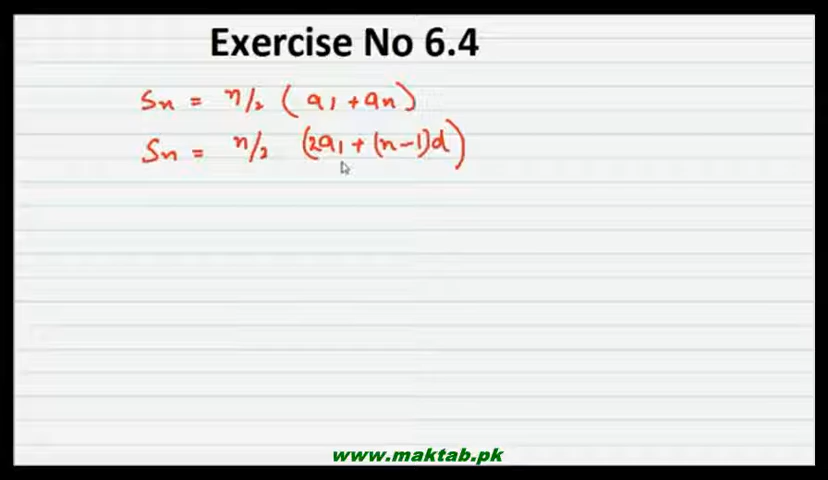 Exercise No 6.4
Sn = n/2 ( a1 + an )
Sn = n/2 (2a1 + (n-1)d)
www.maktab.pk